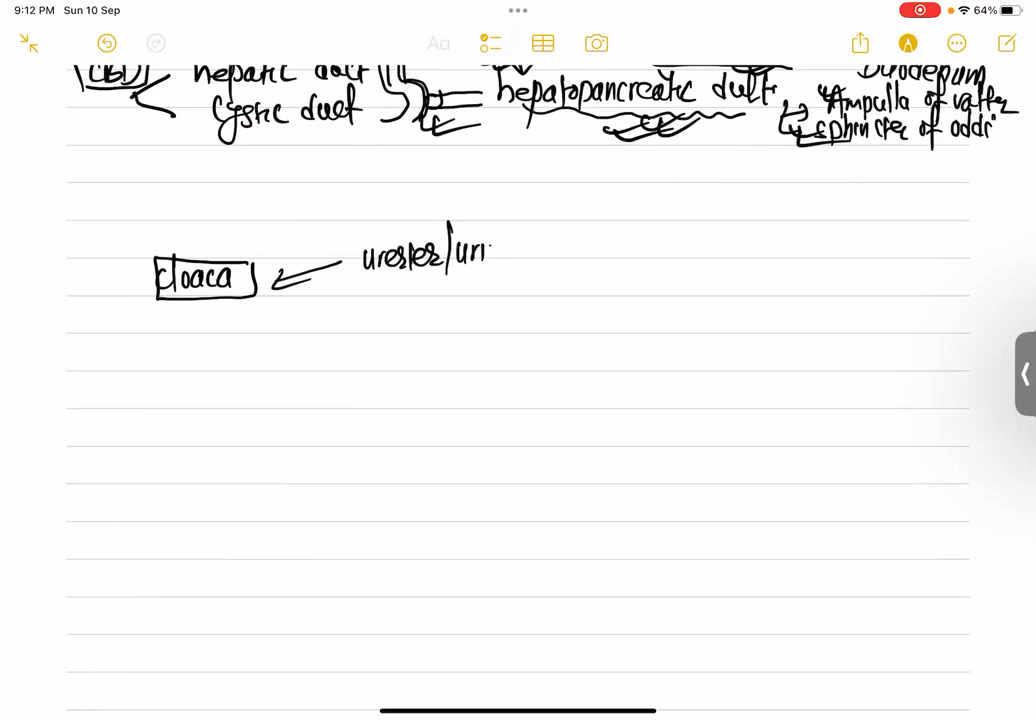 9:12 PM Sun 10 Sep
64%
Aa
(CBD) hepatic duct
cystic duct
hepatopancreatic duct
Duodenum
"Ampulla of vatter
sphincter of oddi"
cloaca
ureter/uri